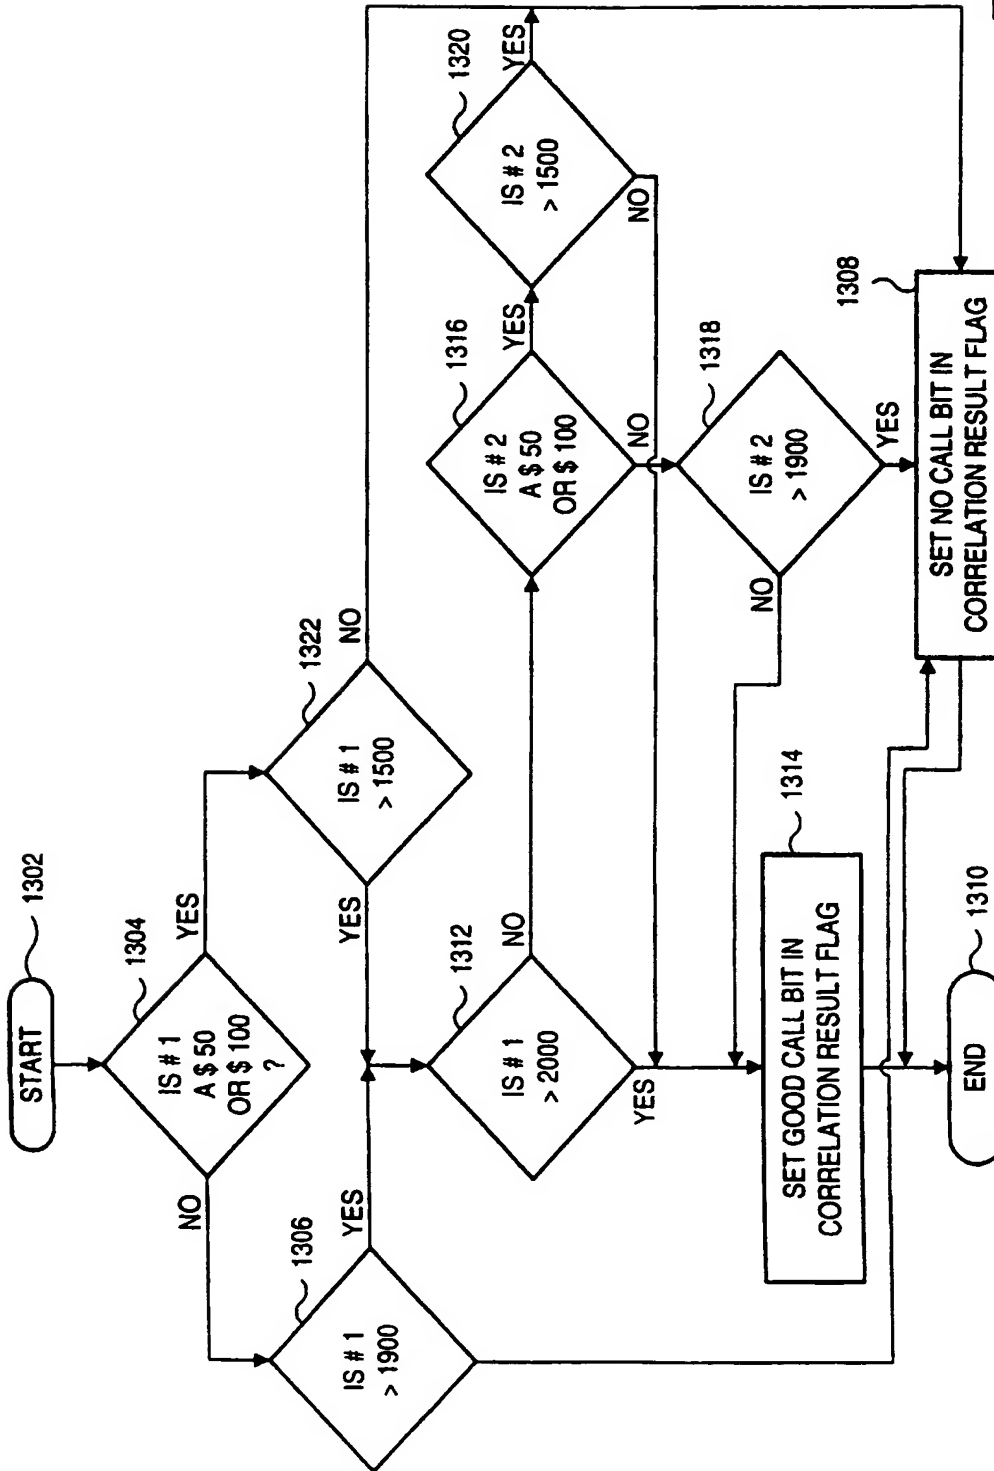 START
1302
IS # 1
A $ 50
OR $ 100
?
1304
NO
YES
IS # 1
> 1900
1306
YES
IS # 1
> 1500
1322
YES
NO
IS # 1
> 2000
1312
NO
YES
IS # 2
A $ 50
OR $ 100
1316
YES
NO
IS # 2
> 1500
1320
YES
NO
IS # 2
> 1900
1318
NO
YES
SET GOOD CALL BIT IN
CORRELATION RESULT FLAG
1314
SET NO CALL BIT IN
CORRELATION RESULT FLAG
1308
END
1310